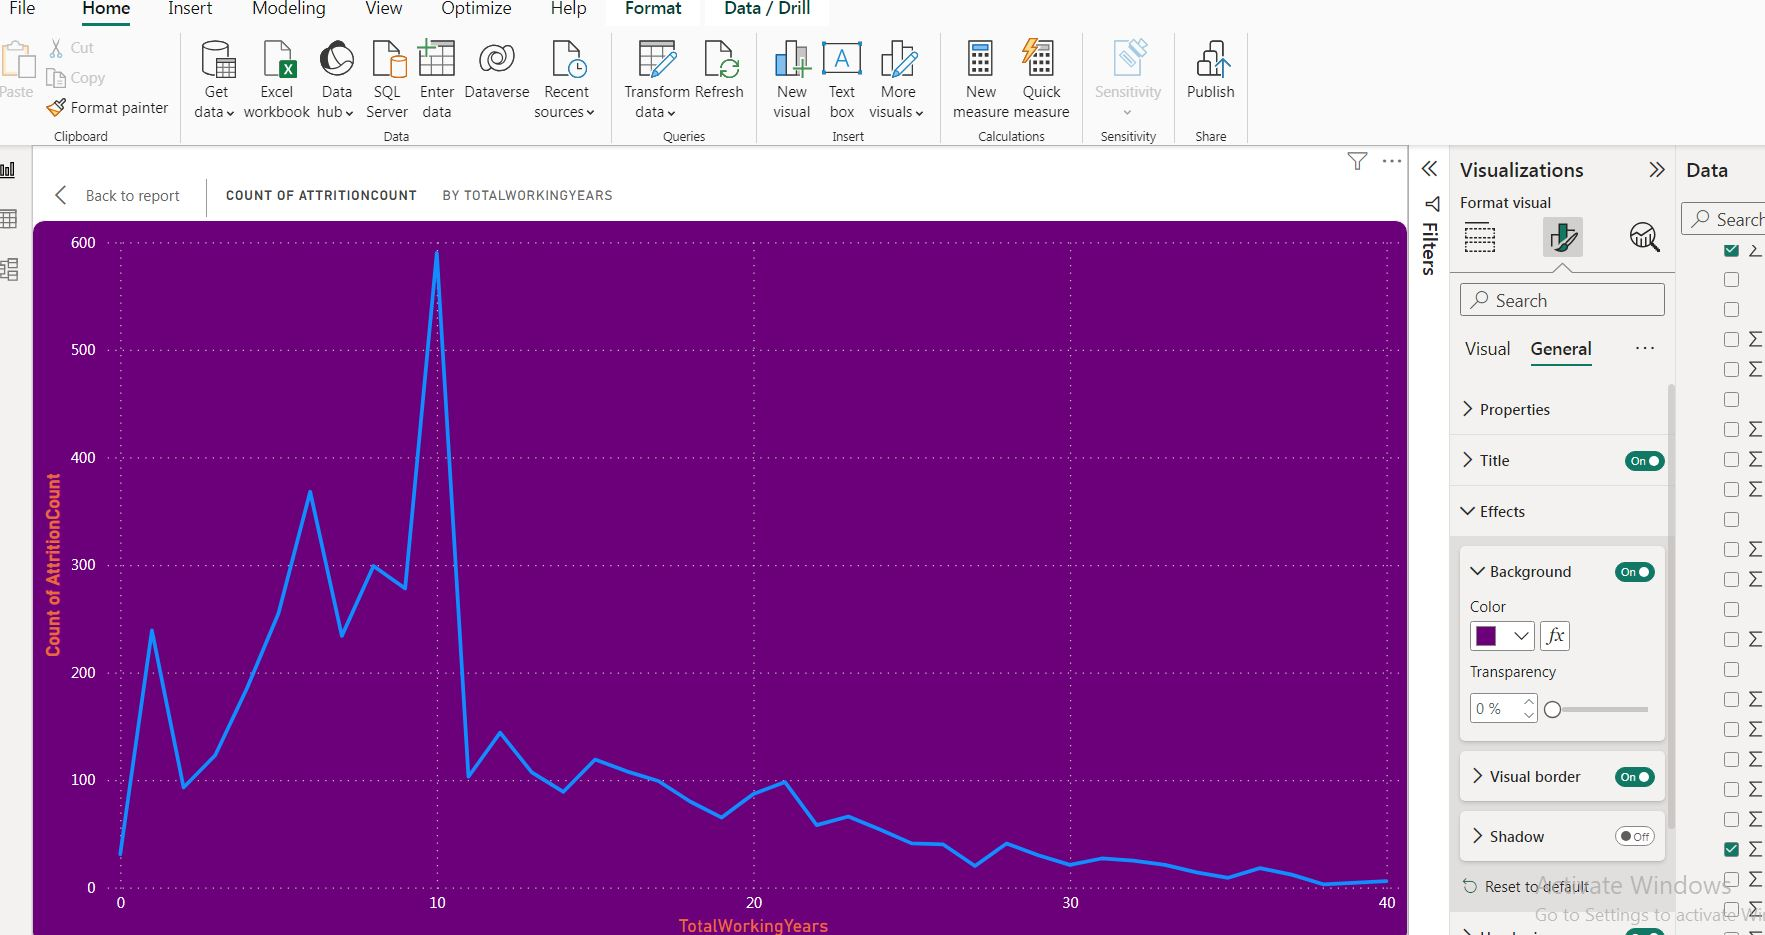 File Home Insert Modeling View Optimize Help Format Data / Drill
Paste
Cut
Copy
Format painter
Clipboard
Get data
Excel workbook
Data hub
SQL Server
Enter data
Dataverse
Recent sources
Data
Transform data
Refresh
Queries
New visual
Text box
More visuals
Insert
New measure
Quick measure
Calculations
Sensitivity
Sensitivity
Publish
Share
Back to report
COUNT OF ATTRITIONCOUNT BY TOTALWORKINGYEARS
600
500
400
300
200
100
0
Count of AttritionCount
0 10 20 30 40
TotalWorkingYears
Filters
Visualizations
Format visual
Search
Visual General
Properties
Title On
Effects
Background On
Color
fx
Transparency
0 %
Visual border On
Shadow Off
Reset to default
Data
Search
Activate Windows
Go to Settings to activate Wi